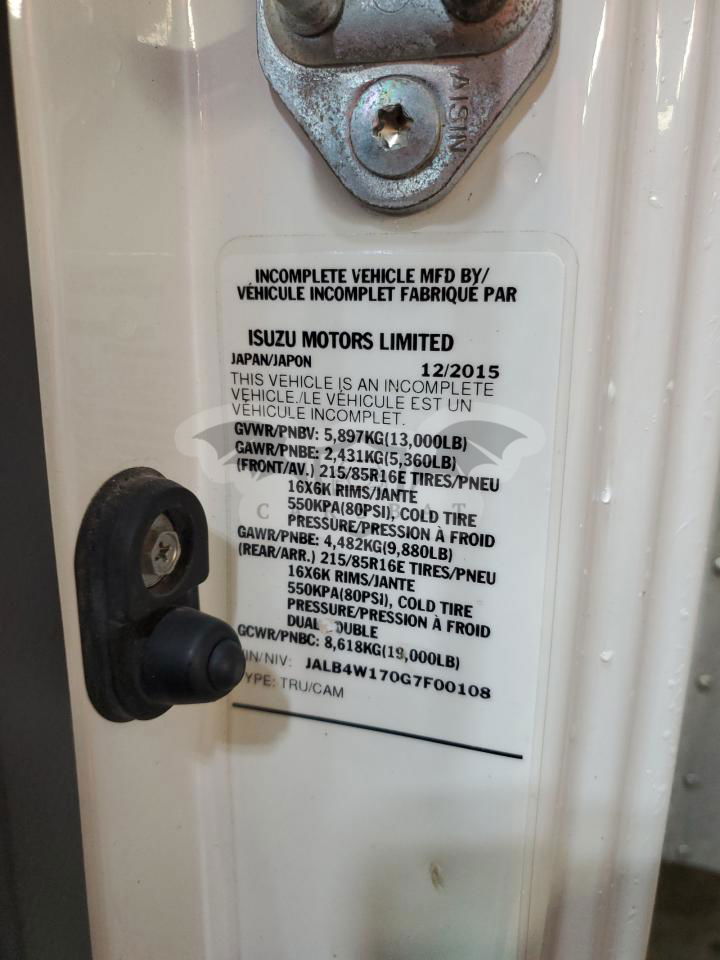 AISIN
INCOMPLETE VEHICLE MFD BY/
VÉHICULE INCOMPLET FABRIQUÉ PAR
ISUZU MOTORS LIMITED
JAPAN/JAPON 12/2015
THIS VEHICLE IS AN INCOMPLETE
VEHICLE./LE VÉHICULE EST UN
VÉHICULE INCOMPLET.
GVWR/PNBV: 5,897KG(13,000LB)
GAWR/PNBE: 2,431KG(5,360LB)
(FRONT/AV.) 215/85R16E TIRES/PNEU
16X6K RIMS/JANTE
550KPA(80PSI), COLD TIRE
PRESSURE/PRESSION À FROID
GAWR/PNBE: 4,482KG(9,880LB)
(REAR/ARR.) 215/85R16E TIRES/PNEU
16X6K RIMS/JANTE
550KPA(80PSI), COLD TIRE
PRESSURE/PRESSION À FROID
DUAL UBLE
GCWR/PNBC: 8,618KG(19,000LB)
IN/NIV: JALB4W170G7F00108
YPE: TRU/CAM